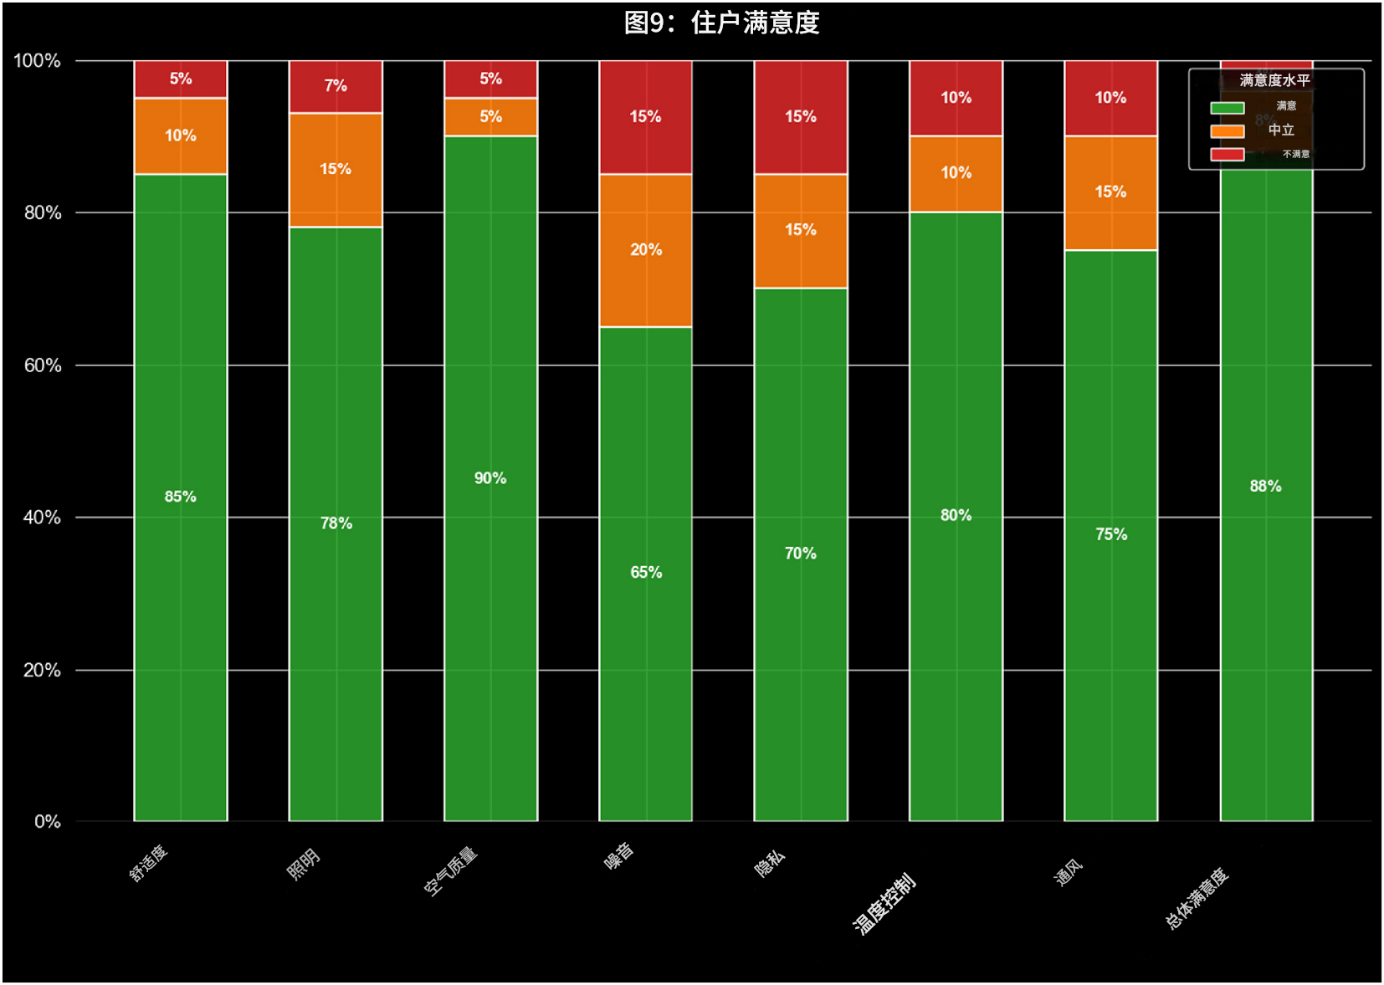 图9：住户满意度
100%
80%
60%
40%
20%
0%
5%
10%
85%
7%
15%
78%
5%
5%
90%
15%
20%
65%
15%
15%
70%
10%
10%
80%
10%
15%
75%
8%
88%
满意度水平
满意
中立
不满意
舒适度
照明
空气质量
噪音
隐私
温度控制
通风
总体满意度